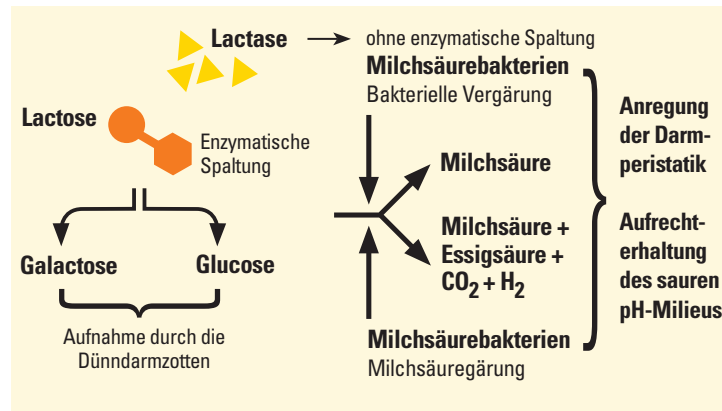 Lactase
ohne enzymatische Spaltung
Milchsäurebakterien
Bakterielle Vergärung
Lactose
Enzymatische
Spaltung
Galactose
Glucose
Aufnahme durch die
Dünndarmzotten
Milchsäure
Milchsäure +
Essigsäure +
CO₂ + H₂
Milchsäurebakterien
Milchsäuregärung
Anregung
der Darm-
peristatik
Aufrecht-
erhaltung
des sauren
pH-Milieus